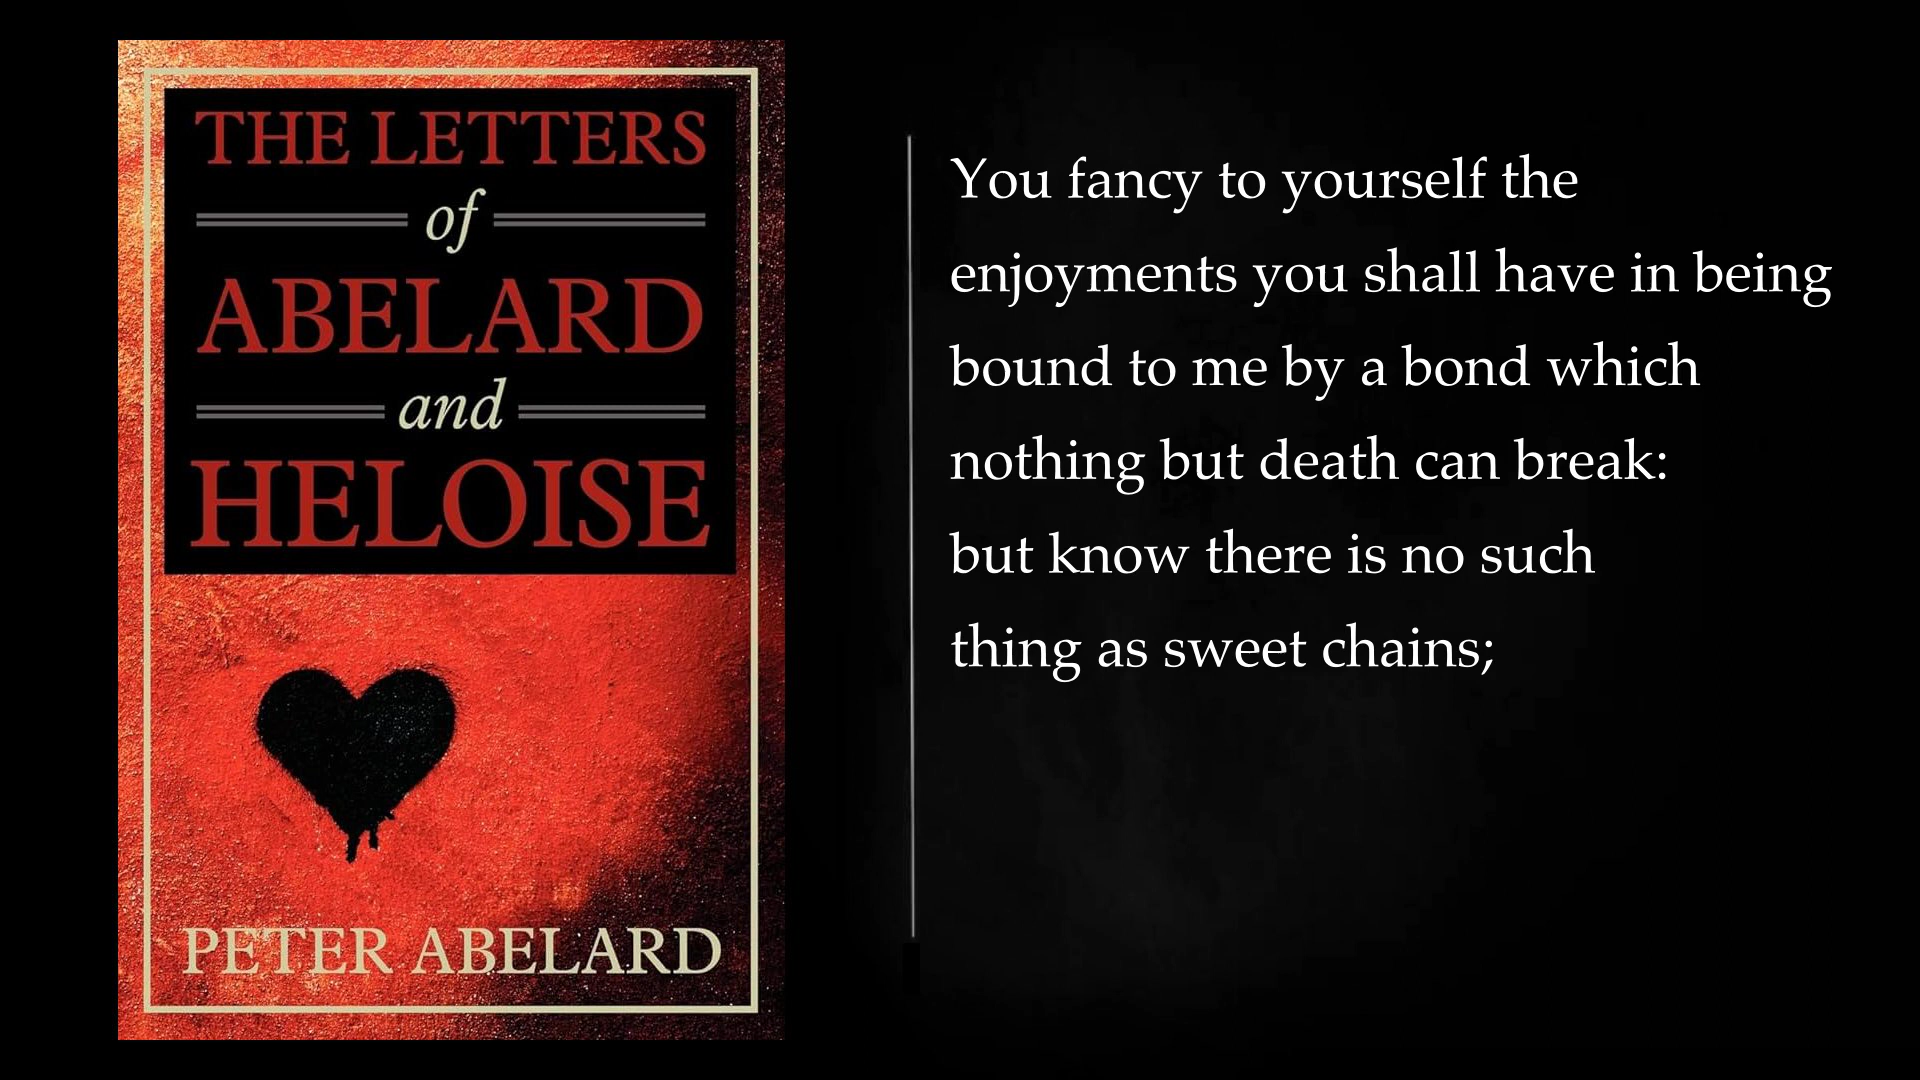 THE LETTERS
of
ABELARD
and
HELOISE
PETER ABELARD
You fancy to yourself the
enjoyments you shall have in being
bound to me by a bond which
nothing but death can break:
but know there is no such
thing as sweet chains;